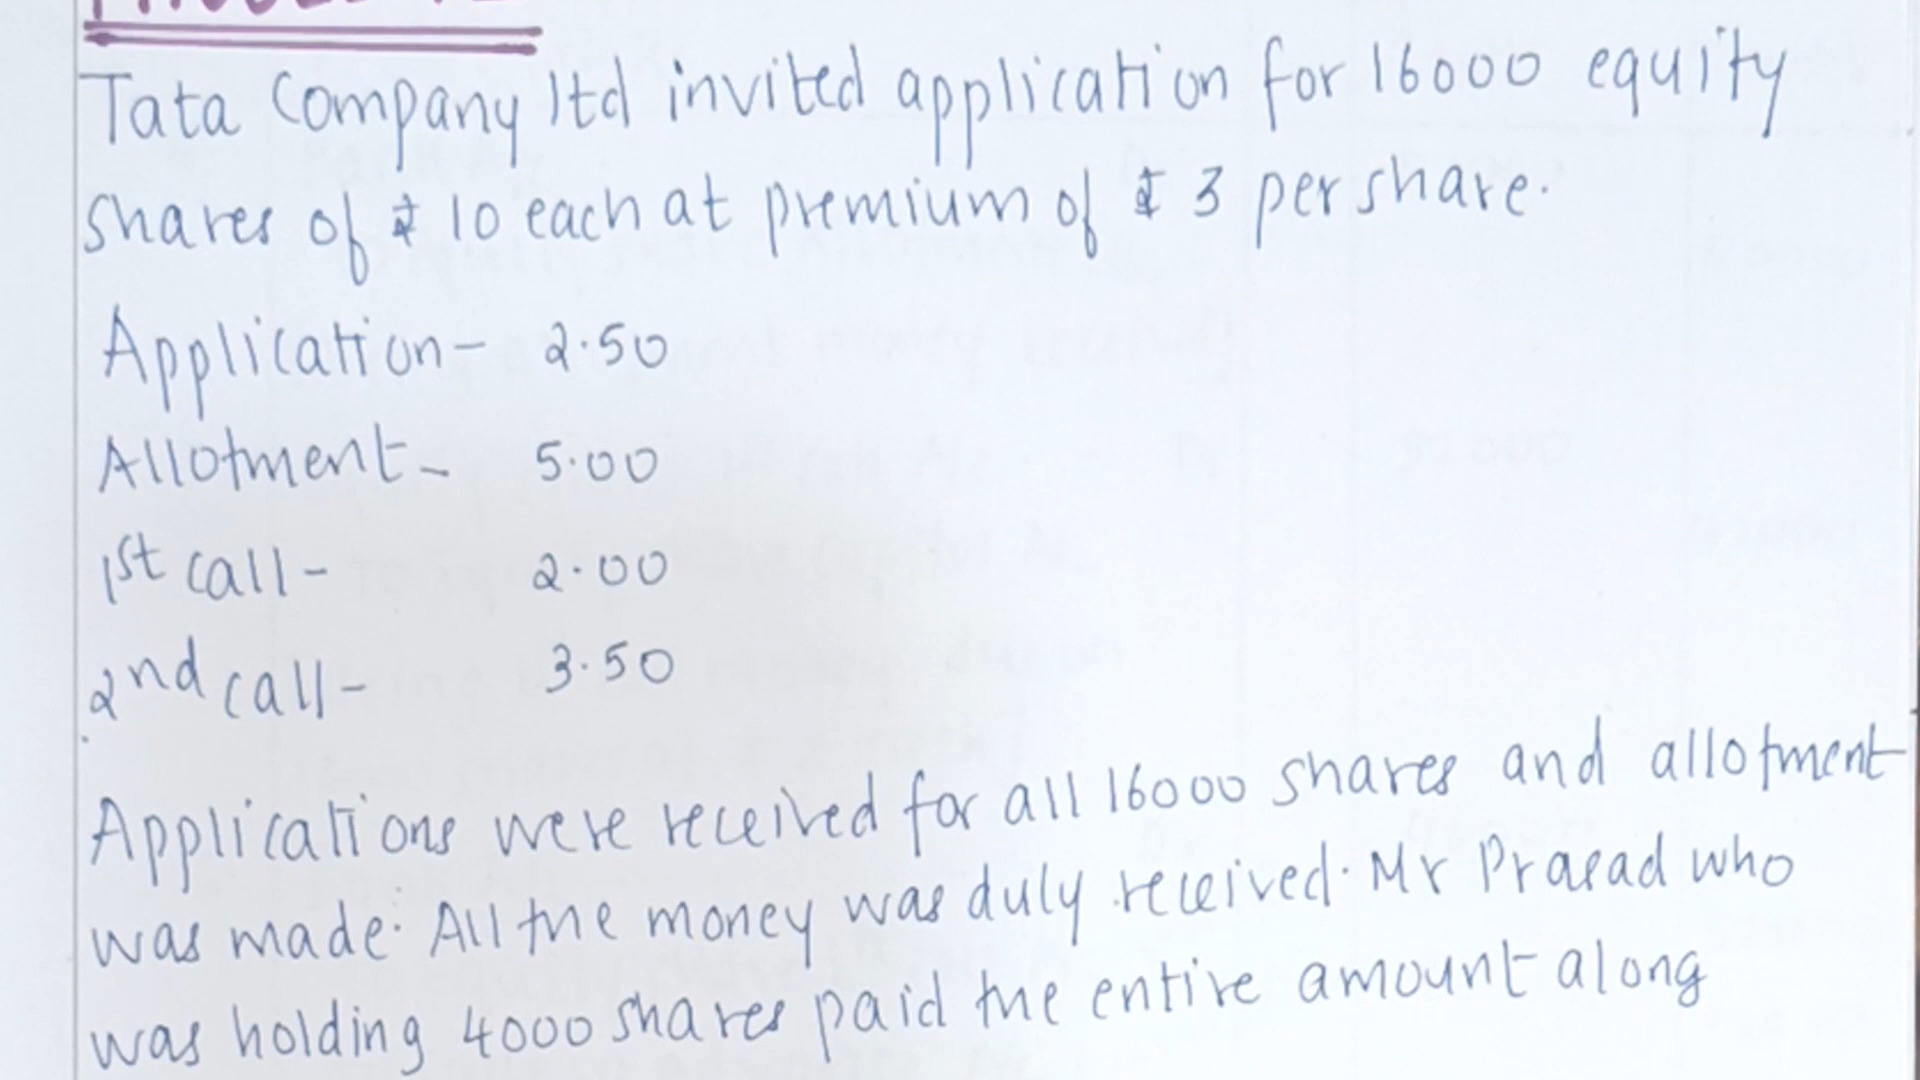 Tata Company ltd invited application for 16000 equity
shares of ₹ 10 each at premium of ₹ 3 per share.
Application - 2.50
Allotment - 5.00
1st call - 2.00
2nd call - 3.50
Applications were received for all 16000 shares and allotment
was made. All the money was duly received. Mr Prasad who
was holding 4000 shares paid the entire amount along